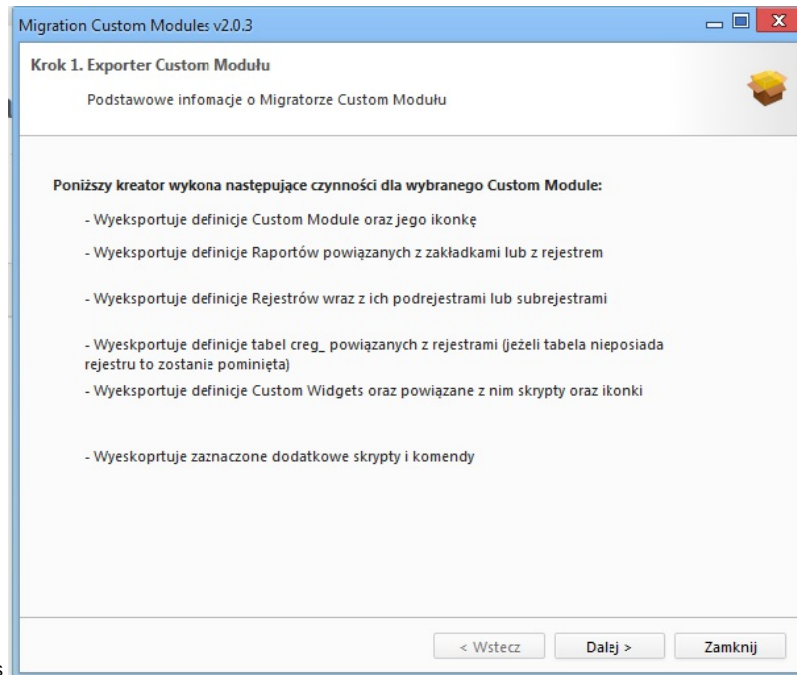 Migration Custom Modules v2.0.3
Krok 1. Exporter Custom Modułu
Podstawowe infomacje o Migratorze Custom Modułu
Poniższy kreator wykona następujące czynności dla wybranego Custom Module:
- Wyeksportuje definicje Custom Module oraz jego ikonkę
- Wyeksportuje definicje Raportów powiązanych z zakładkami lub z rejestrem
- Wyeksportuje definicje Rejestrów wraz z ich podrejestrami lub subrejestrami
- Wyeskportuje definicje tabel creg_ powiązanych z rejestrami (jeżeli tabela nieposiada
rejestru to zostanie pominięta)
- Wyeksportuje definicje Custom Widgets oraz powiązane z nim skrypty oraz ikonki
- Wyeskoprtuje zaznaczone dodatkowe skrypty i komendy
< Wstecz
Dalej >
Zamknij
s